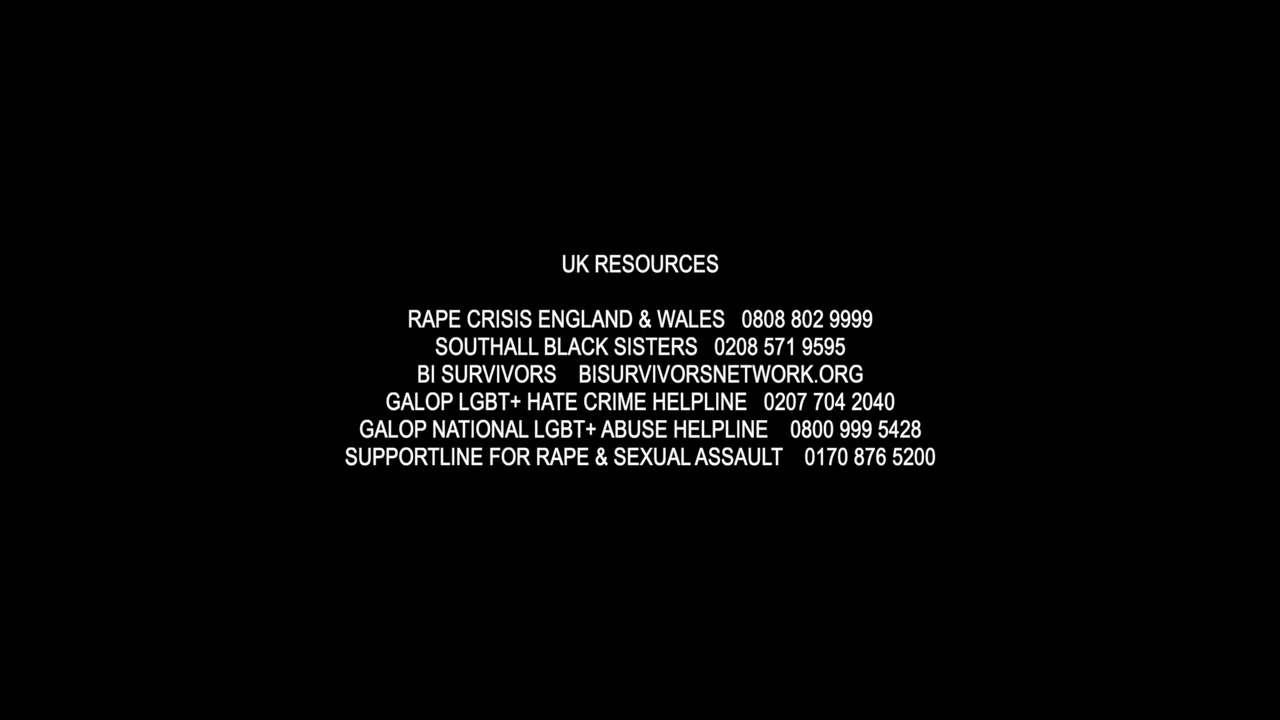 UK RESOURCES
RAPE CRISIS ENGLAND & WALES 0808 802 9999
SOUTHALL BLACK SISTERS 0208 571 9595
BI SURVIVORS BISURVIVORSNETWORK.ORG
GALOP LGBT+ HATE CRIME HELPLINE 0207 704 2040
GALOP NATIONAL LGBT+ ABUSE HELPLINE 0800 999 5428
SUPPORTLINE FOR RAPE & SEXUAL ASSAULT 0170 876 5200